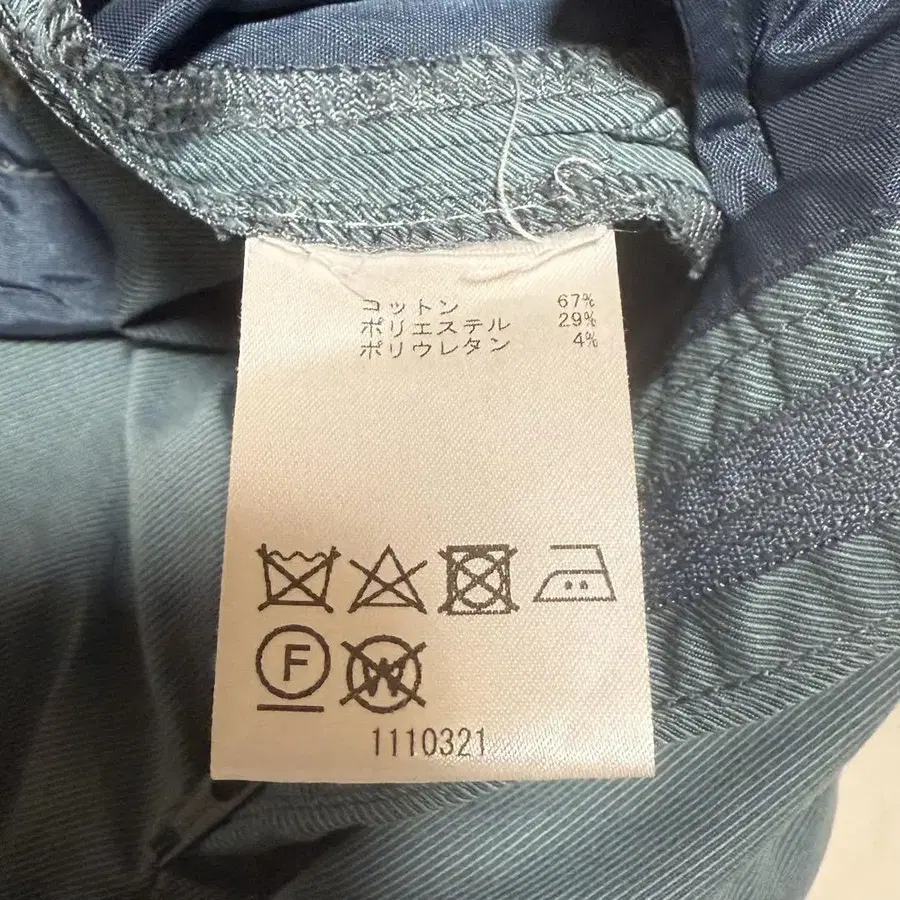 コットン 67%
ポリエステル 29%
ポリウレタン 4%
F W
1110321